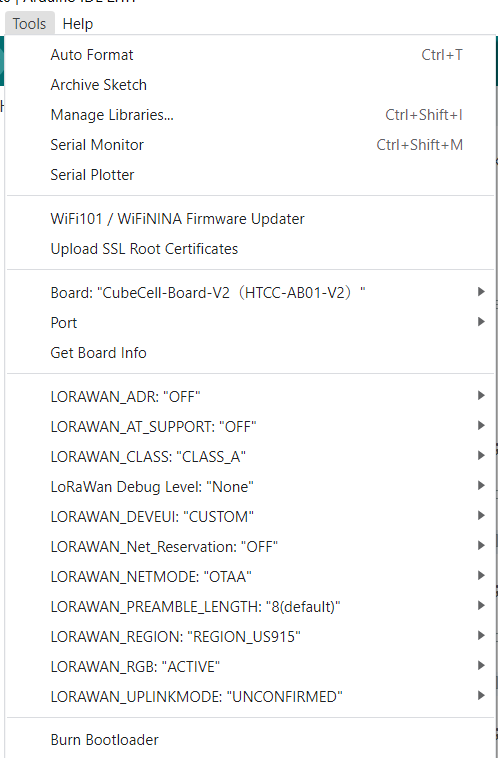 Tools Help
Auto Format Ctrl+T
Archive Sketch
Manage Libraries... Ctrl+Shift+I
Serial Monitor Ctrl+Shift+M
Serial Plotter
WiFi101 / WiFiNINA Firmware Updater
Upload SSL Root Certificates
Board: "CubeCell-Board-V2（HTCC-AB01-V2）"
Port
Get Board Info
LORAWAN_ADR: "OFF"
LORAWAN_AT_SUPPORT: "OFF"
LORAWAN_CLASS: "CLASS_A"
LoRaWan Debug Level: "None"
LORAWAN_DEVEUI: "CUSTOM"
LORAWAN_Net_Reservation: "OFF"
LORAWAN_NETMODE: "OTAA"
LORAWAN_PREAMBLE_LENGTH: "8(default)"
LORAWAN_REGION: "REGION_US915"
LORAWAN_RGB: "ACTIVE"
LORAWAN_UPLINKMODE: "UNCONFIRMED"
Burn Bootloader